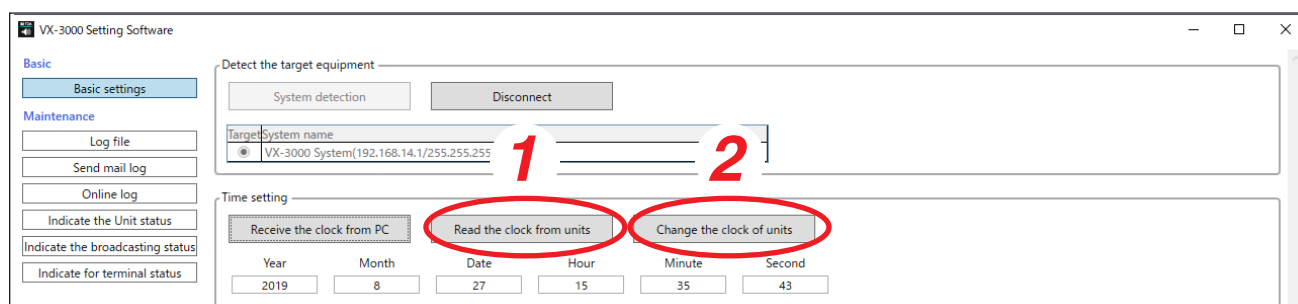 VX-3000 Setting Software
Basic
Basic settings
Maintenance
Log file
Send mail log
Online log
Indicate the Unit status
Indicate the broadcasting status
Indicate for terminal status
Detect the target equipment
System detection Disconnect
Target System name
VX-3000 System(192.168.14.1/255.255.255
1 2
Time setting
Receive the clock from PC Read the clock from units Change the clock of units
Year Month Date Hour Minute Second
2019 8 27 15 35 43